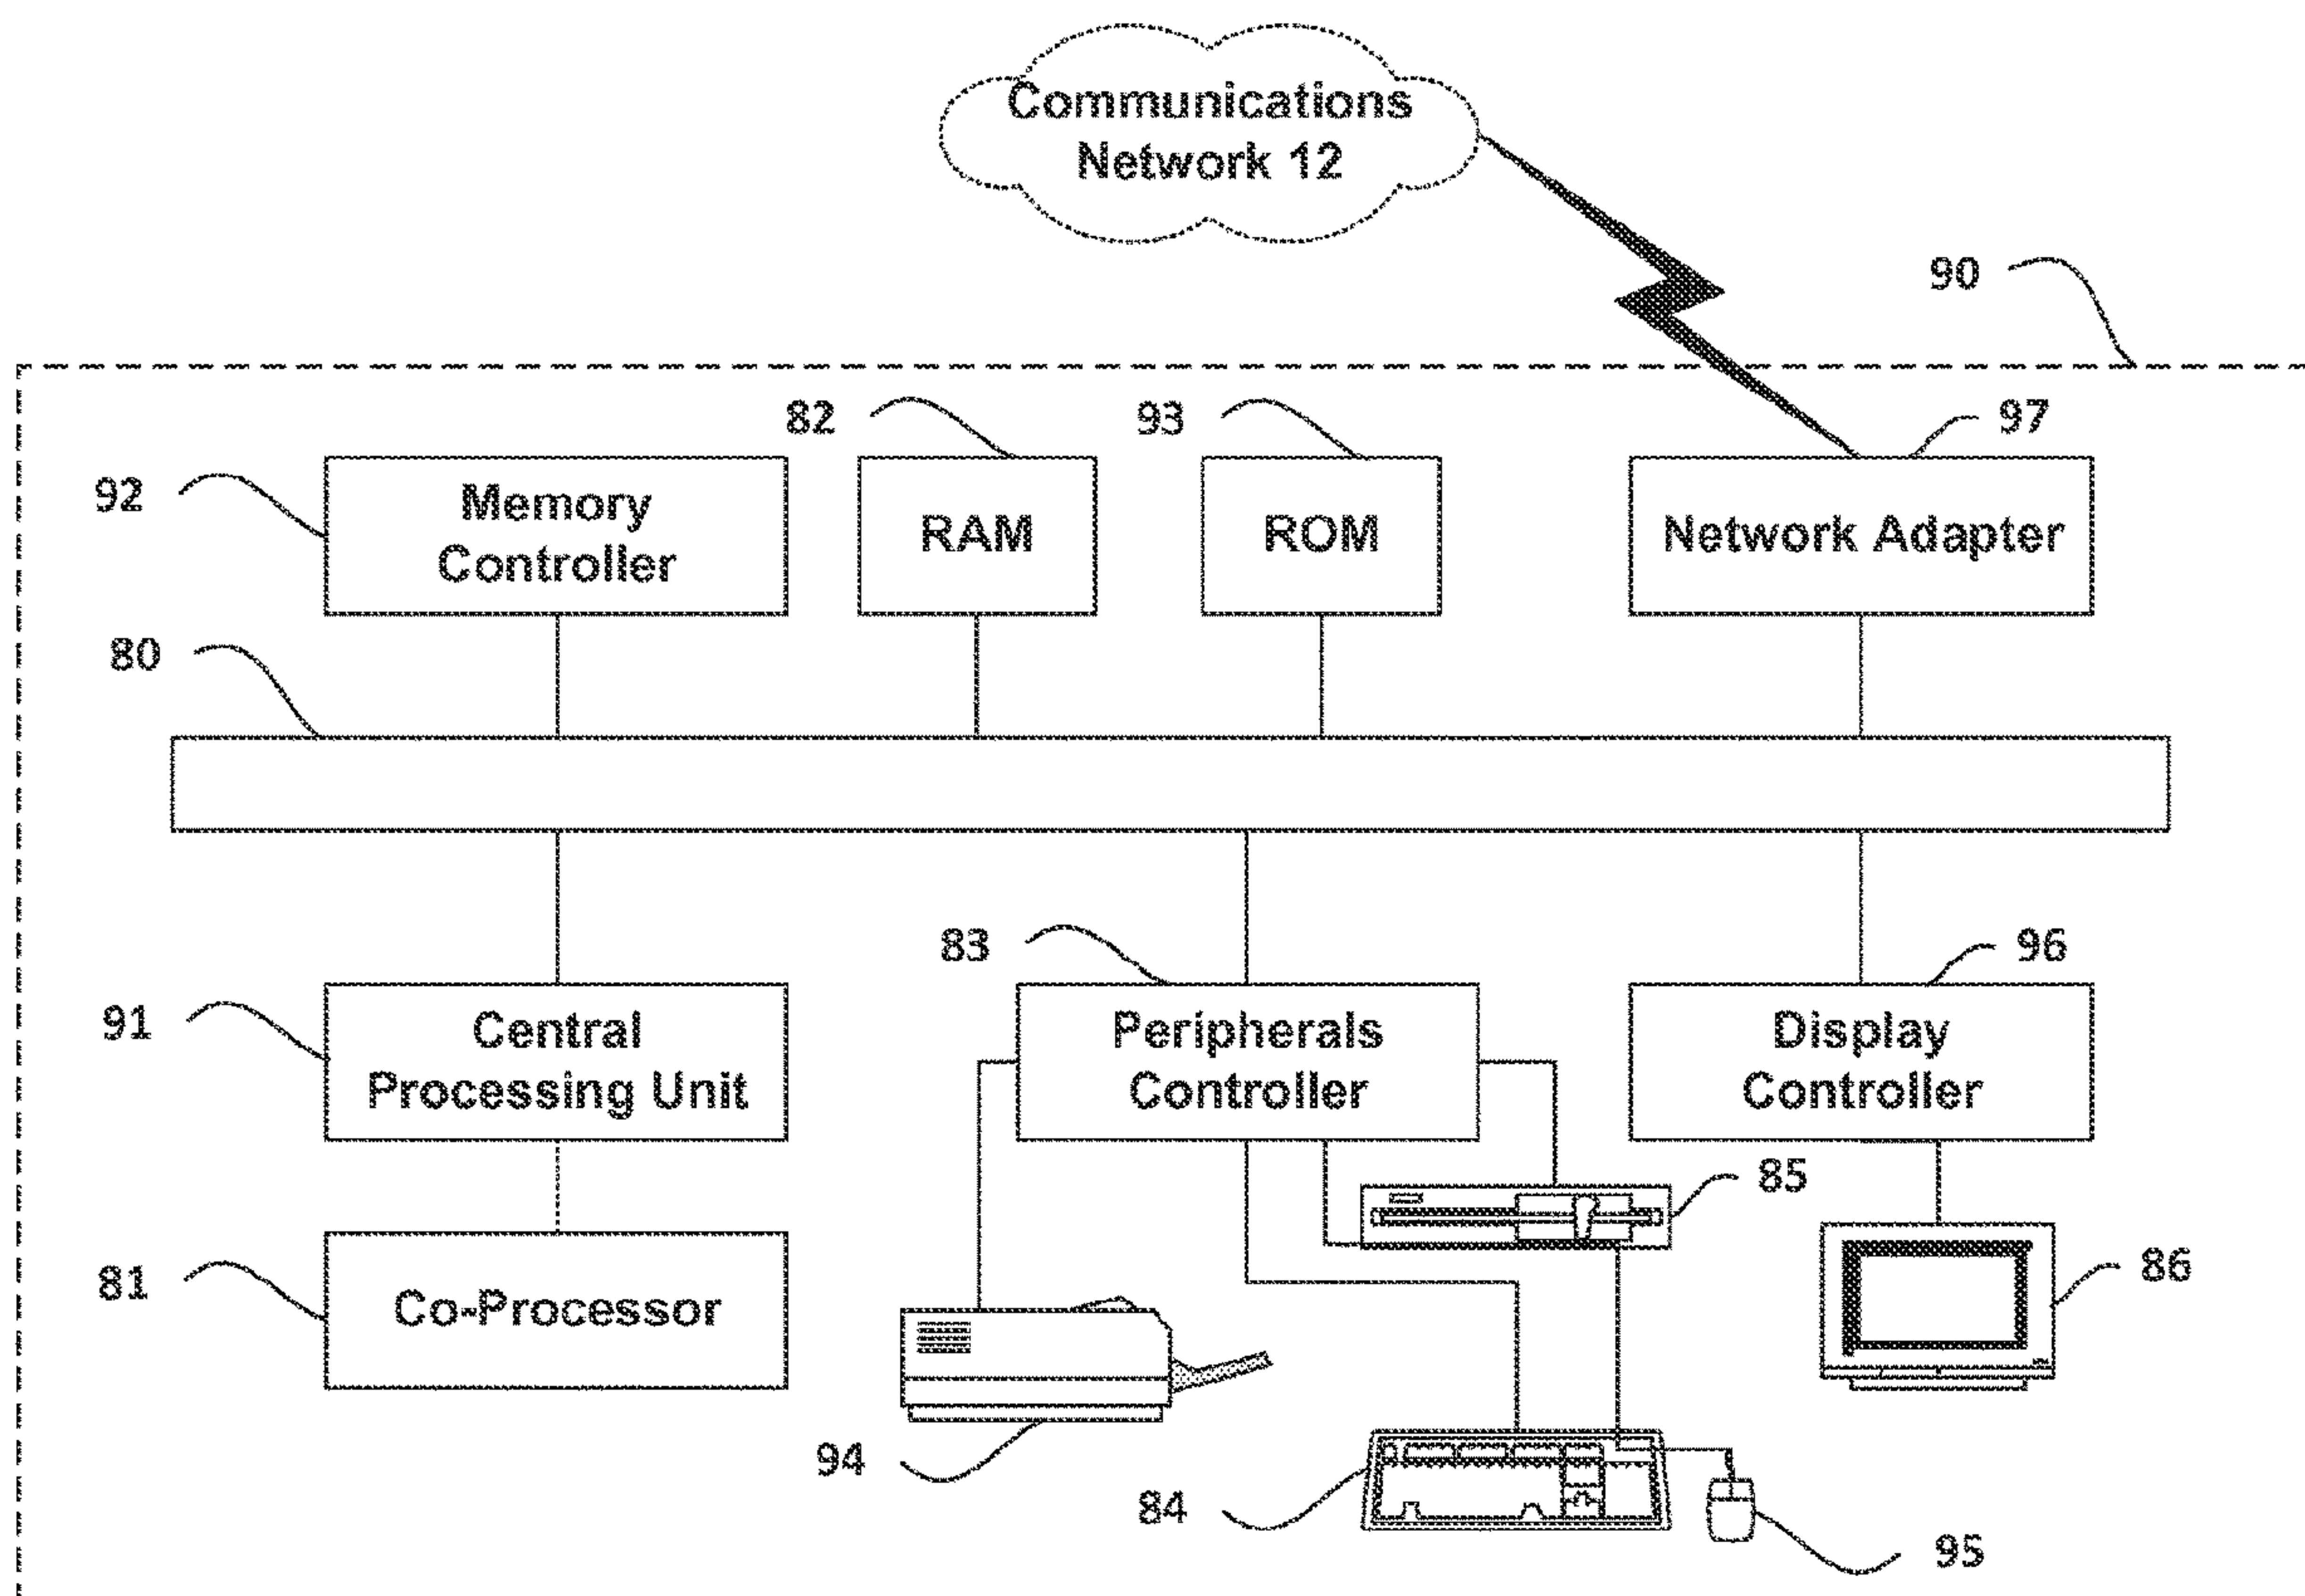 Communications
Network 12
90
82
93
97
92
Memory
Controller
RAM
ROM
Network Adapter
80
83
96
91
Central
Processing Unit
Peripherals
Controller
Display
Controller
85
81
Co-Processor
86
94
84
95